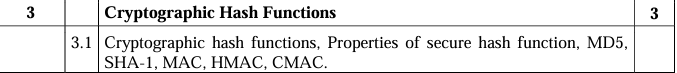 3 Cryptographic Hash Functions 3
3.1 Cryptographic hash functions, Properties of secure hash function, MD5,
SHA-1, MAC, HMAC, CMAC.